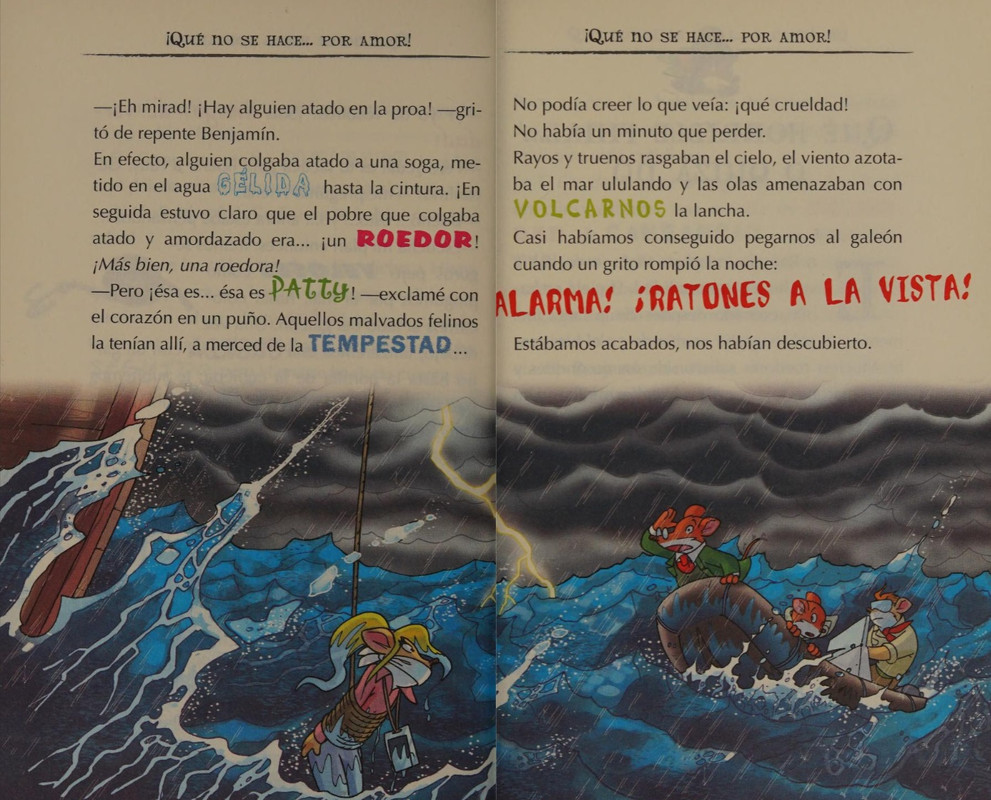 ¡Qué no se hace... por amor!
—¡Eh mirad! ¡Hay alguien atado en la proa! —gri-
tó de repente Benjamín.
En efecto, alguien colgaba atado a una soga, me-
tido en el agua GÉLIDA hasta la cintura. ¡En
seguida estuvo claro que el pobre que colgaba
atado y amordazado era... ¡un ROEDOR!
¡Más bien, una roedora!
—Pero ¡ésa es... ésa es PATTY! —exclamé con
el corazón en un puño. Aquellos malvados felinos
la tenían allí, a merced de la TEMPESTAD...
¡Qué no se hace... por amor!
No podía creer lo que veía: ¡qué crueldad!
No había un minuto que perder.
Rayos y truenos rasgaban el cielo, el viento azota-
ba el mar ululando y las olas amenazaban con
VOLCARNOS la lancha.
Casi habíamos conseguido pegarnos al galeón
cuando un grito rompió la noche:
ALARMA! ¡RATONES A LA VISTA!
Estábamos acabados, nos habían descubierto.